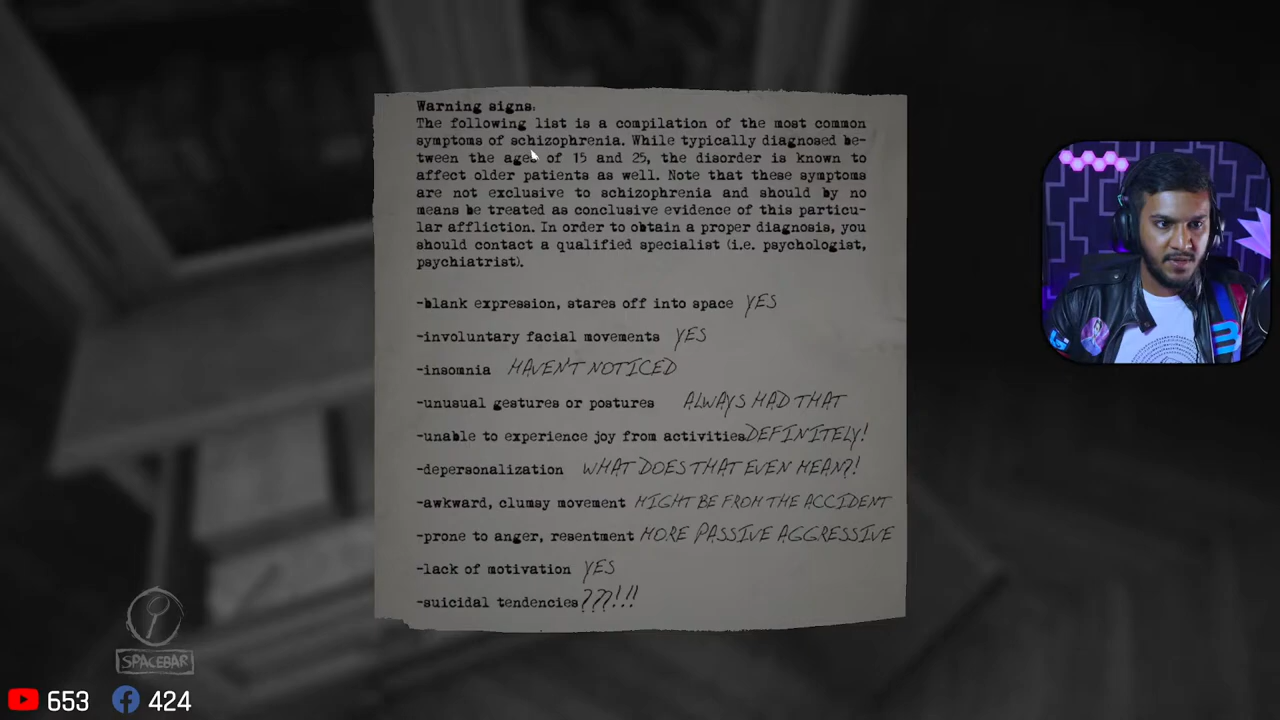 Warning signs:
The following list is a compilation of the most common
symptoms of schizophrenia. While typically diagnosed be-
tween the ages of 15 and 25, the disorder is known to
affect older patients as well. Note that these symptoms
are not exclusive to schizophrenia and should by no
means be treated as conclusive evidence of this particu-
lar affliction. In order to obtain a proper diagnosis, you
should contact a qualified specialist (i.e. psychologist,
psychiatrist).
-blank expression, stares off into space YES
-involuntary facial movements YES
-insomnia HAVEN'T NOTICED
-unusual gestures or postures ALWAYS HAD THAT
-unable to experience joy from activities DEFINITELY!
-depersonalization WHAT DOES THAT EVEN MEAN?!
-awkward, clumsy movement MIGHT BE FROM THE ACCIDENT
-prone to anger, resentment MORE PASSIVE AGGRESSIVE
-lack of motivation YES
-suicidal tendencies ???!!!
SPACEBAR
653 424